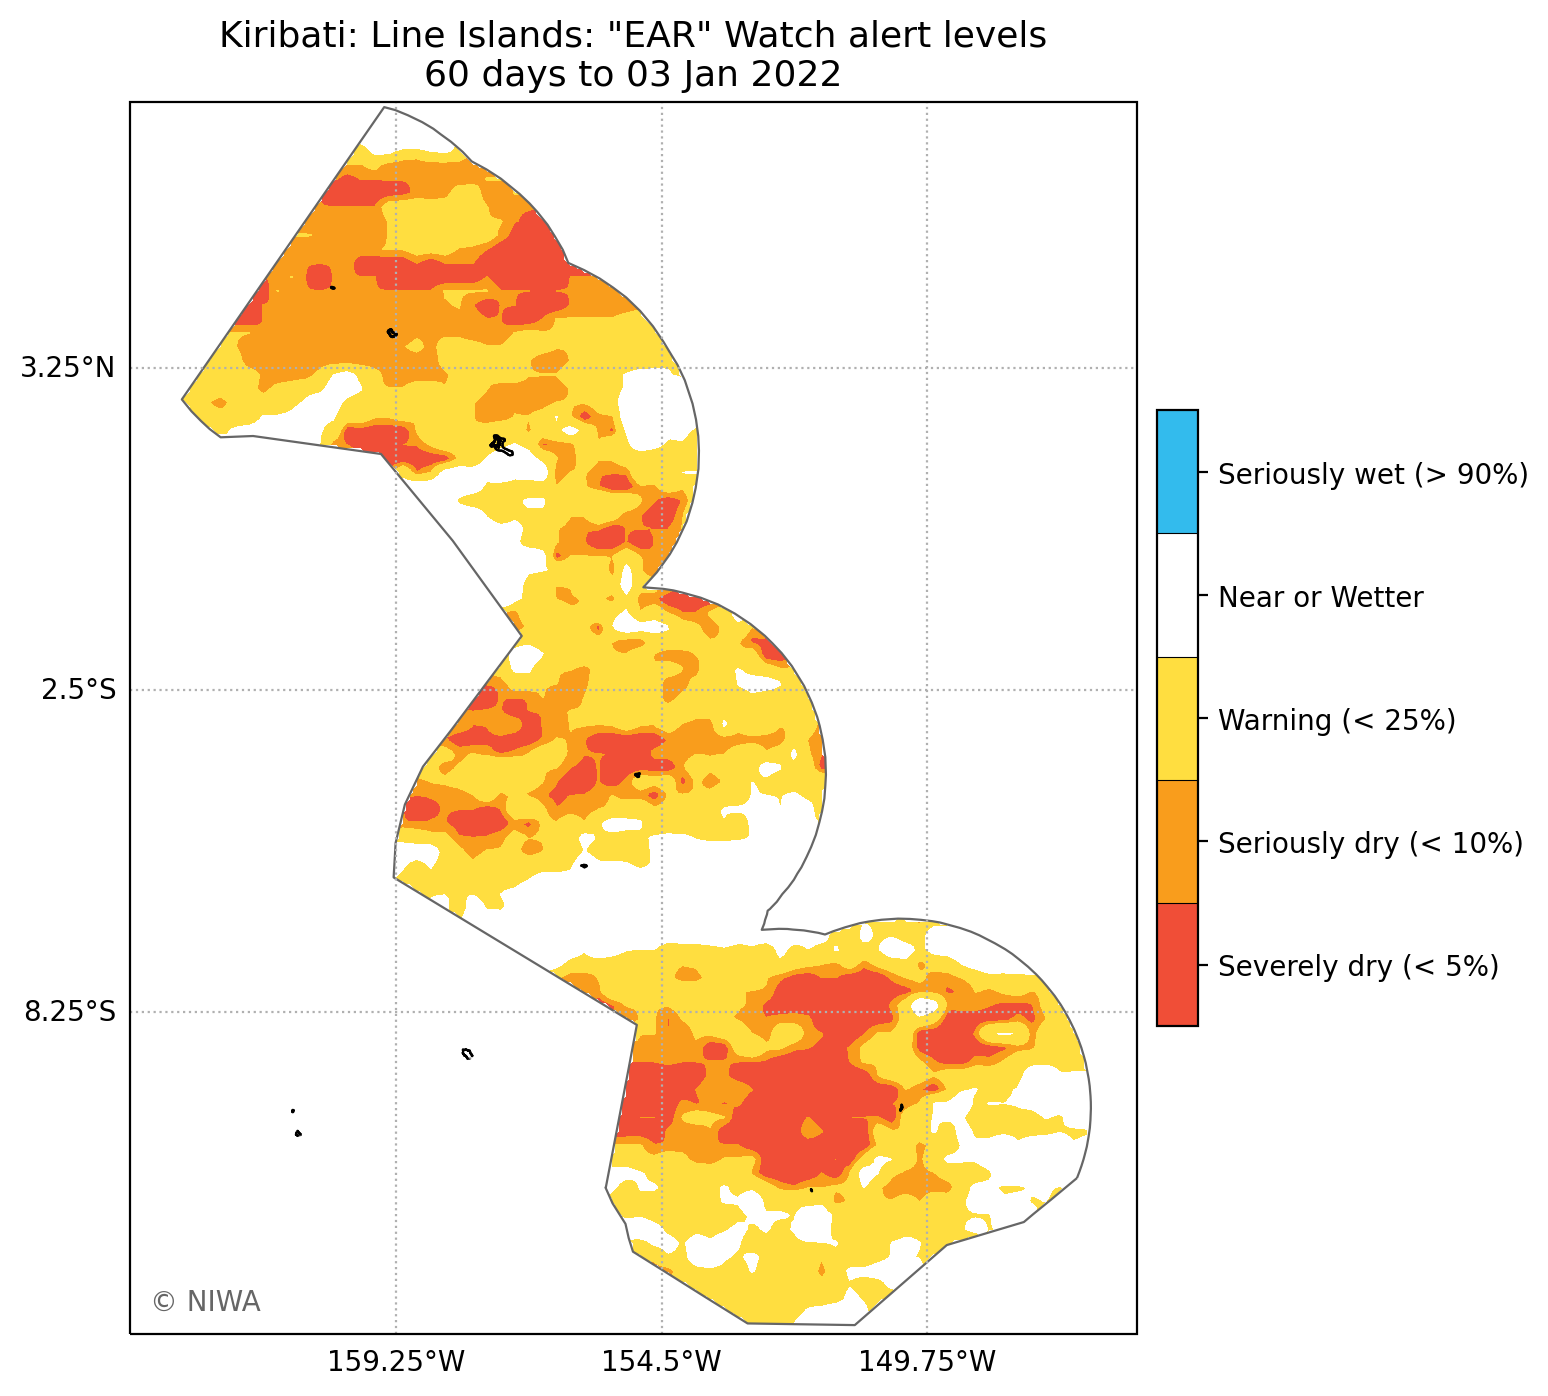 Kiribati: Line Islands: "EAR" Watch alert levels
60 days to 03 Jan 2022
3.25°N
2.5°S
8.25°S
159.25°W
154.5°W
149.75°W
Seriously wet (> 90%)
Near or Wetter
Warning (< 25%)
Seriously dry (< 10%)
Severely dry (< 5%)
© NIWA